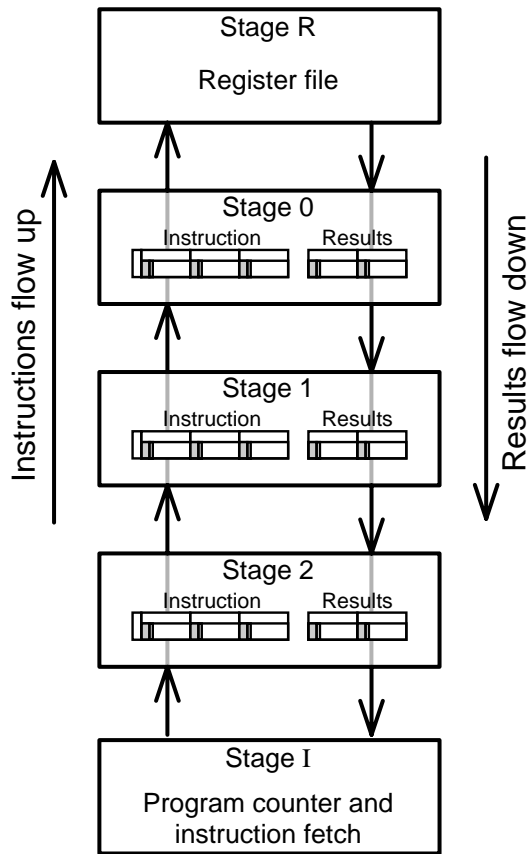 Stage R
Register file
Instructions flow up
Results flow down
Stage 0
Instruction Results
Stage 1
Instruction Results
Stage 2
Instruction Results
Stage I
Program counter and
instruction fetch